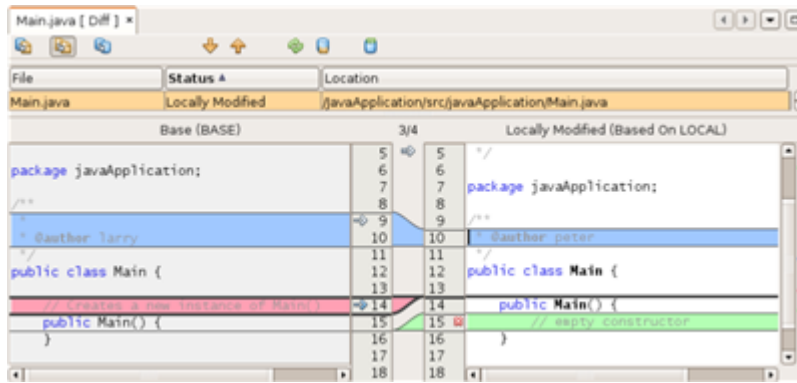 Main.java [ Diff ] ×
File Status Location
Main.java Locally Modified /JavaApplication/src/javaApplication/Main.java
Base (BASE) 3/4 Locally Modified (Based On LOCAL)
5 5 */
6 6
package javaApplication; 7 7 package javaApplication;
8 8
/** 9 9 /**
*
* @author larry 10 10 * @author peter
*/ 11 11 */
public class Main { 12 12 public class Main {
13 13
// Creates a new instance of Main() 14 14 public Main() {
public Main() { 15 15 // empty constructor
} 16 16 }
17 17
18 18